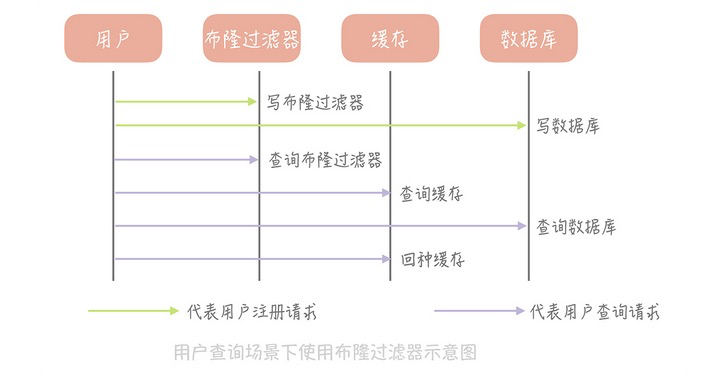 用户
布隆过滤器
缓存
数据库
写布隆过滤器
写数据库
查询布隆过滤器
查询缓存
查询数据库
回种缓存
代表用户注册请求
代表用户查询请求
用户查询场景下使用布隆过滤器示意图